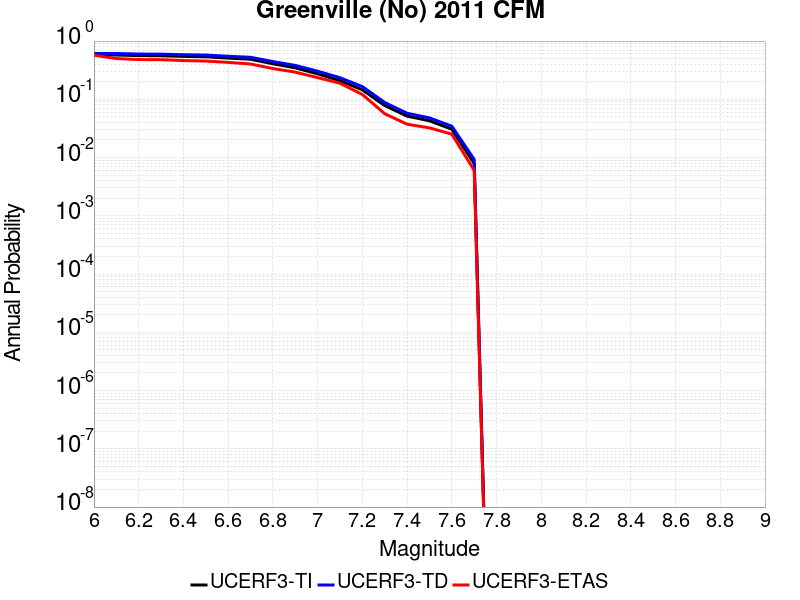 Greenville (No) 2011 CFM
10^0
10^-1
10^-2
10^-3
10^-4
10^-5
10^-6
10^-7
10^-8
Annual Probability
6 6.2 6.4 6.6 6.8 7 7.2 7.4 7.6 7.8 8 8.2 8.4 8.6 8.8 9
Magnitude
UCERF3-TI UCERF3-TD UCERF3-ETAS